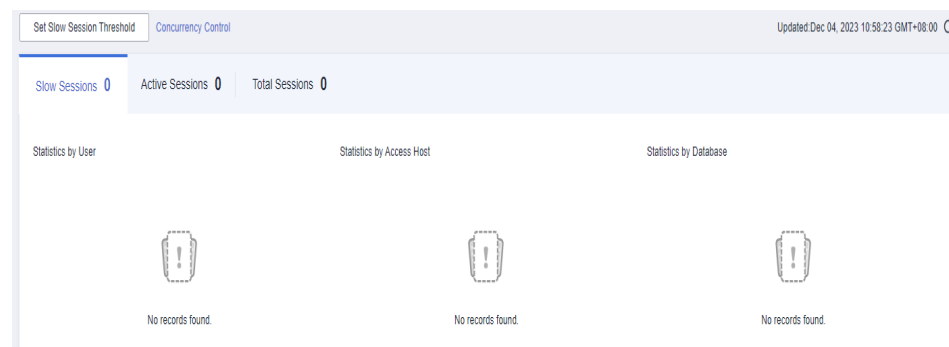 Set Slow Session Threshold Concurrency Control Updated:Dec 04, 2023 10:58:23 GMT+08:00
Slow Sessions 0 Active Sessions 0 Total Sessions 0
Statistics by User Statistics by Access Host Statistics by Database
No records found. No records found. No records found.